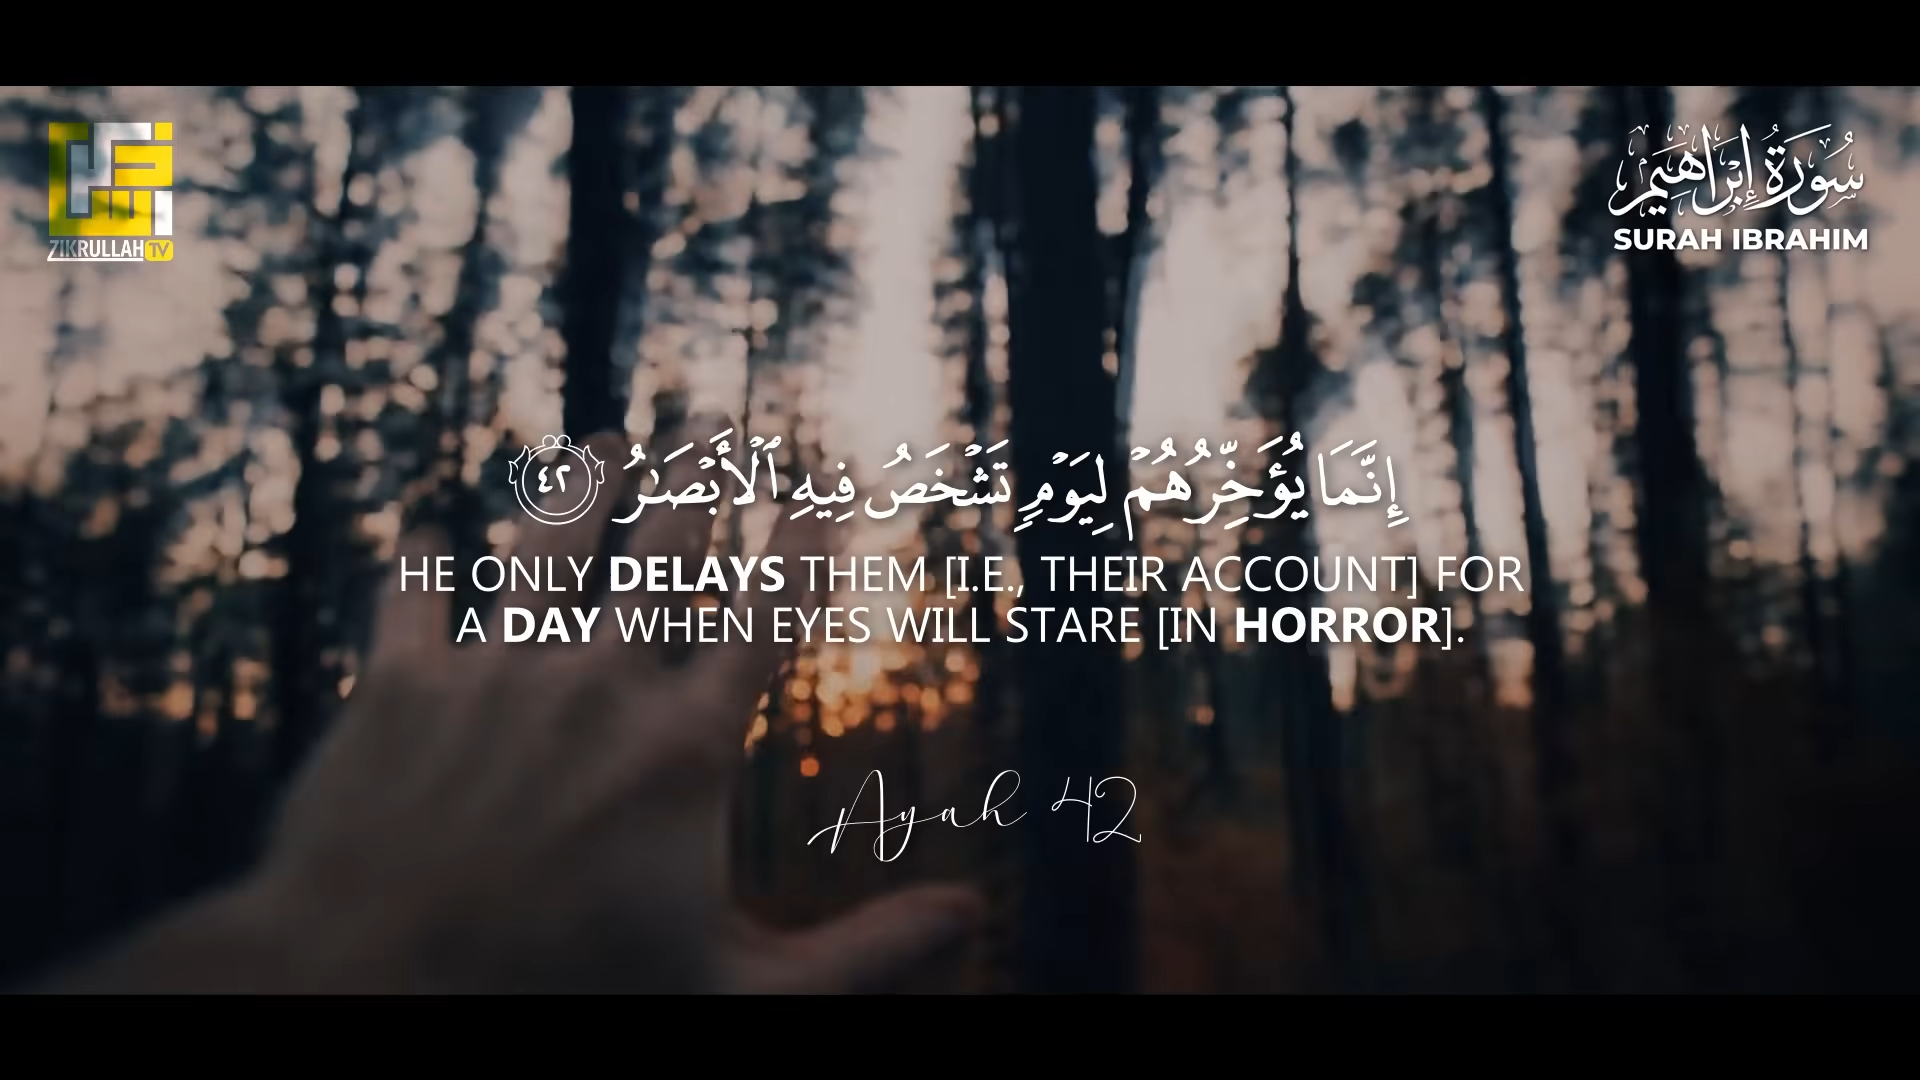 ZIKRULLAH TV
سُورَةُ إِبْرَاهِيم
SURAH IBRAHIM
إِنَّمَا يُؤَخِّرُهُمْ لِيَوْمٍ تَشْخَصُ فِيهِ ٱلْأَبْصَـٰرُ ٤٢
HE ONLY DELAYS THEM [I.E., THEIR ACCOUNT] FOR
A DAY WHEN EYES WILL STARE [IN HORROR].
Ayah 42